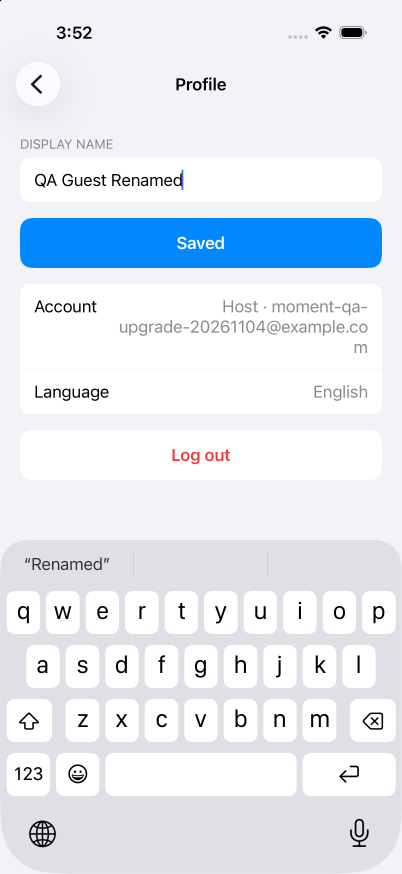 3:52
Profile
DISPLAY NAME
QA Guest Renamed
Saved
Account
Host · moment-qa-
upgrade-20261104@example.co
m
Language
English
Log out
“Renamed”
q w e r t y u i o p
a s d f g h j k l
z x c v b n m
123